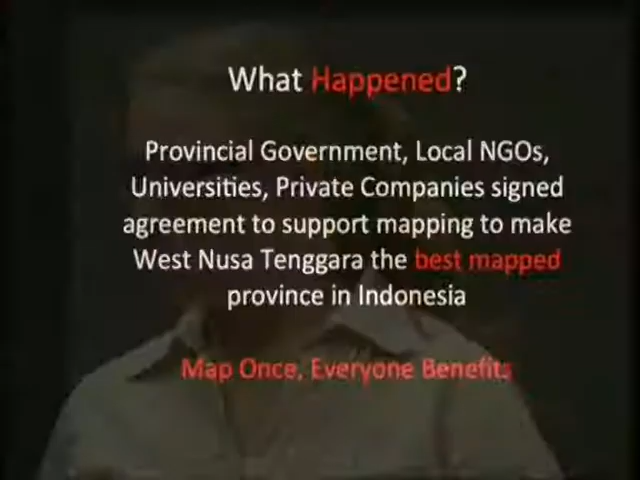 What Happened?
Provincial Government, Local NGOs,
Universities, Private Companies signed
agreement to support mapping to make
West Nusa Tenggara the best mapped
province in Indonesia
Map Once, Everyone Benefits